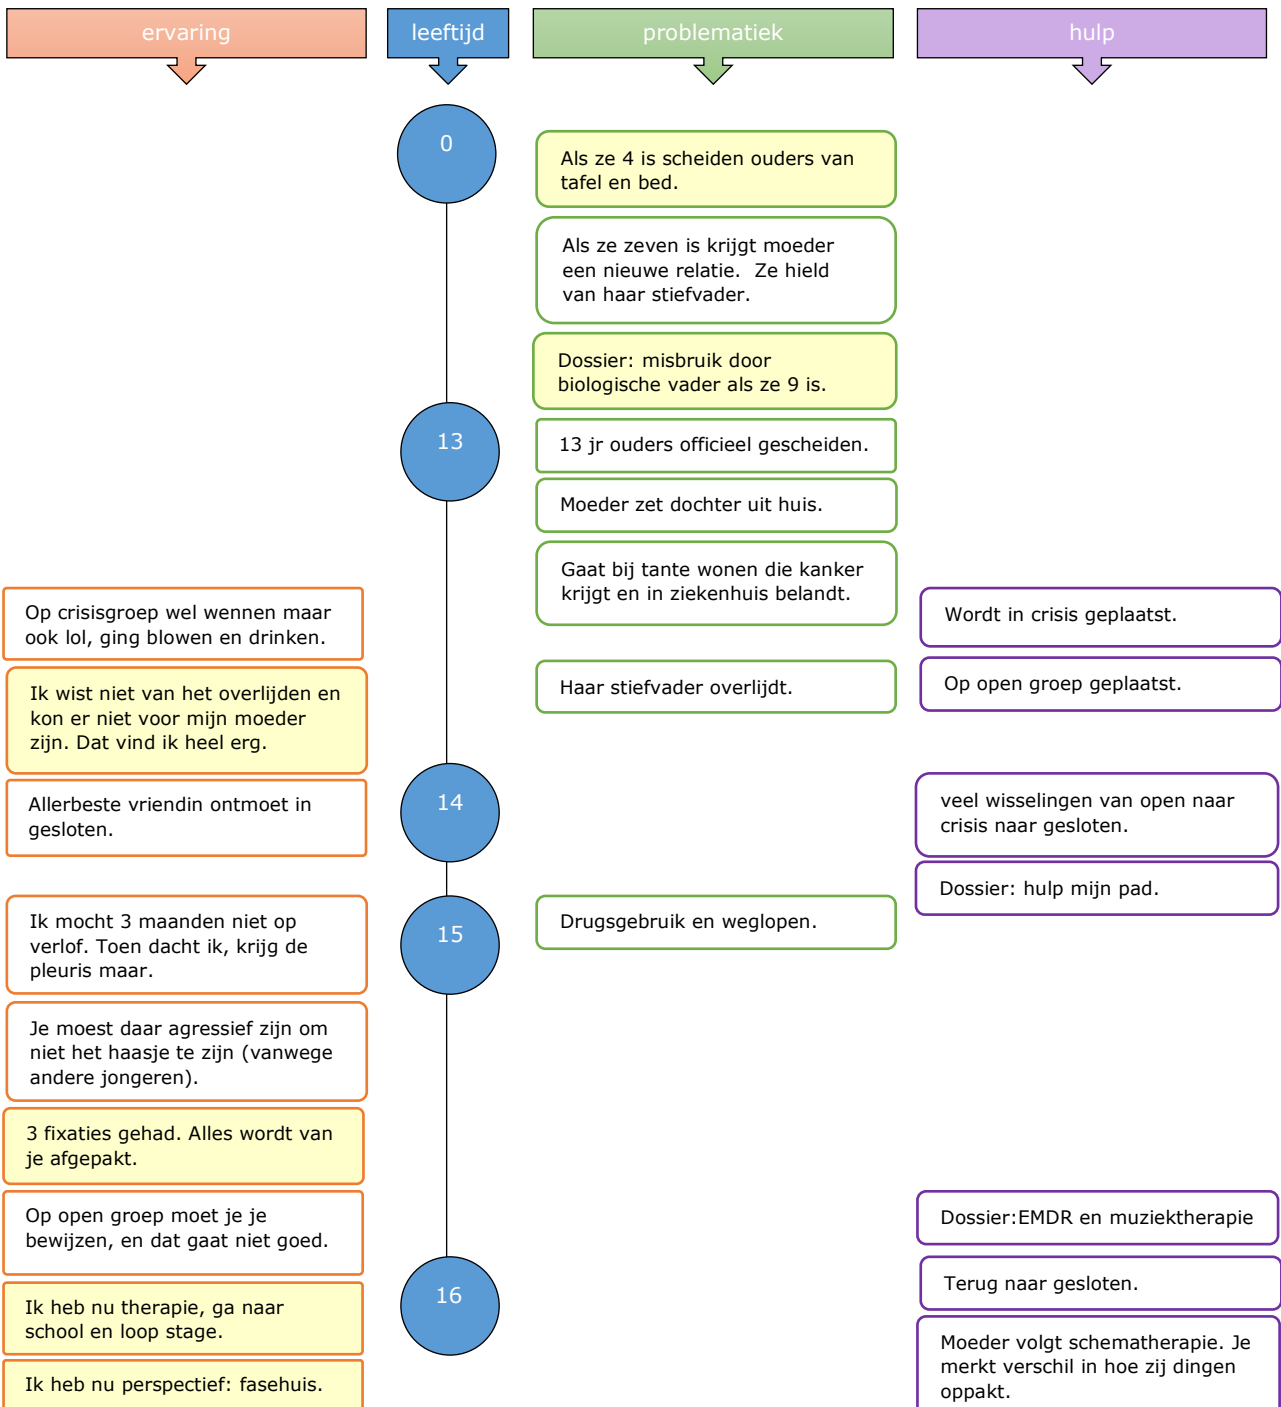 ervaring
leeftijd
problematiek
hulp
0
Als ze 4 is scheiden ouders van
tafel en bed.
Als ze zeven is krijgt moeder
een nieuwe relatie.  Ze hield
van haar stiefvader.
Dossier: misbruik door
biologische vader als ze 9 is.
13
13 jr ouders officieel gescheiden.
Moeder zet dochter uit huis.
Gaat bij tante wonen die kanker
krijgt en in ziekenhuis belandt.
Op crisisgroep wel wennen maar
ook lol, ging blowen en drinken.
Wordt in crisis geplaatst.
Ik wist niet van het overlijden en
kon er niet voor mijn moeder
zijn. Dat vind ik heel erg.
Haar stiefvader overlijdt.
Op open groep geplaatst.
Allerbeste vriendin ontmoet in
gesloten.
14
veel wisselingen van open naar
crisis naar gesloten.
Dossier: hulp mijn pad.
Ik mocht 3 maanden niet op
verlof. Toen dacht ik, krijg de
pleuris maar.
15
Drugsgebruik en weglopen.
Je moest daar agressief zijn om
niet het haasje te zijn (vanwege
andere jongeren).
3 fixaties gehad. Alles wordt van
je afgepakt.
Op open groep moet je je
bewijzen, en dat gaat niet goed.
Dossier:EMDR en muziektherapie
Ik heb nu therapie, ga naar
school en loop stage.
16
Terug naar gesloten.
Ik heb nu perspectief: fasehuis.
Moeder volgt schematherapie. Je
merkt verschil in hoe zij dingen
oppakt.